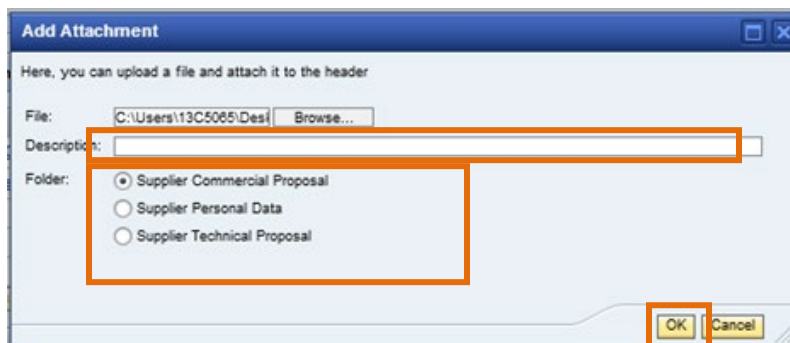 Add Attachment
Here, you can upload a file and attach it to the header
File: C:\Users\13C5065\Desl Browse...
Description:
Folder: Supplier Commercial Proposal
Supplier Personal Data
Supplier Technical Proposal
OK Cancel